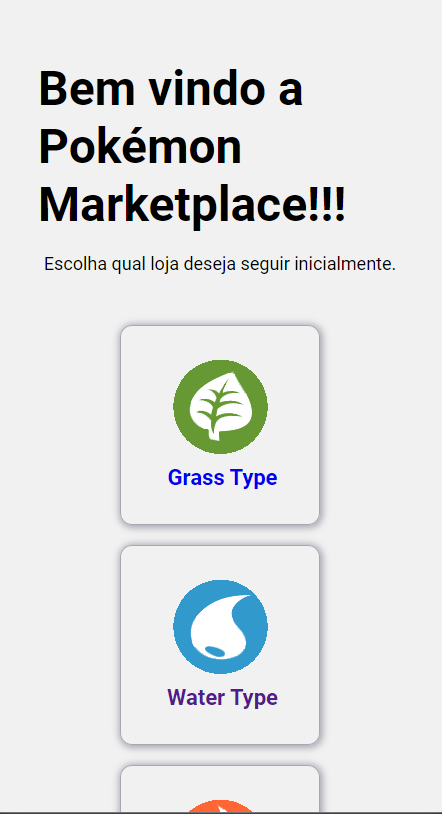 Bem vindo a
Pokémon
Marketplace!!!
Escolha qual loja deseja seguir inicialmente.
Grass Type
Water Type